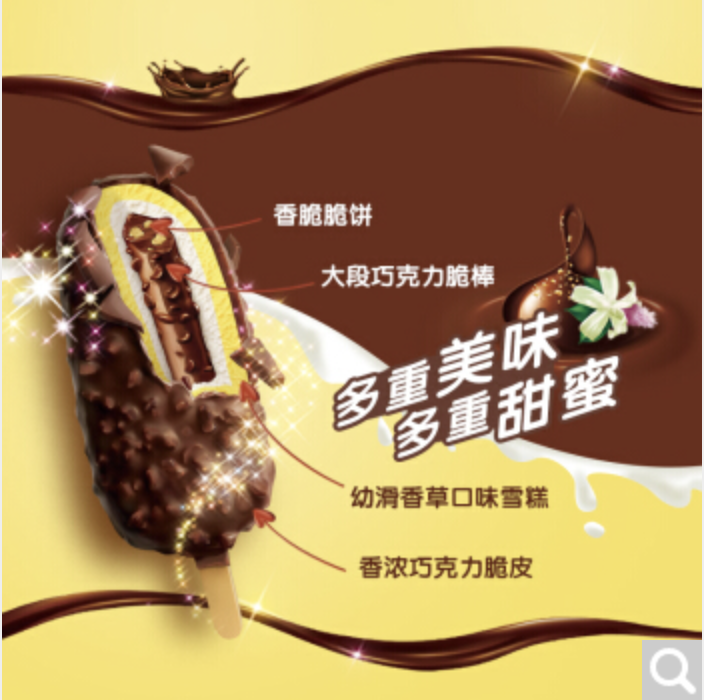 香脆脆饼
大段巧克力脆棒
多重美味
多重甜蜜
幼滑香草口味雪糕
香浓巧克力脆皮